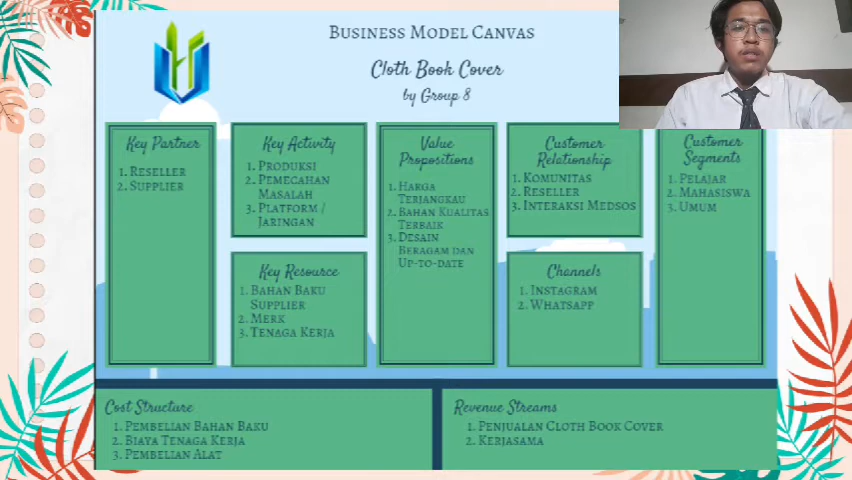 Business Model Canvas
Cloth Book Cover
by Group 8
Key Partner
1. Reseller
2. Supplier
Key Activity
1. Produksi
2. Pemecahan
Masalah
3. Platform /
Jaringan
Key Resource
1. Bahan Baku
Supplier
2. Merk
3. Tenaga Kerja
Value
Propositions
1. Harga
Terjangkau
2. Bahan Kualitas
Terbaik
3. Desain
Beragam dan
Up-to-date
Customer
Relationship
1. Komunitas
2. Reseller
3. Interaksi Medsos
Channels
1. Instagram
2. Whatsapp
Customer
Segments
1. Pelajar
2. Mahasiswa
3. Umum
Cost Structure
1. Pembelian Bahan Baku
2. Biaya Tenaga Kerja
3. Pembelian Alat
Revenue Streams
1. Penjualan Cloth Book Cover
2. Kerjasama